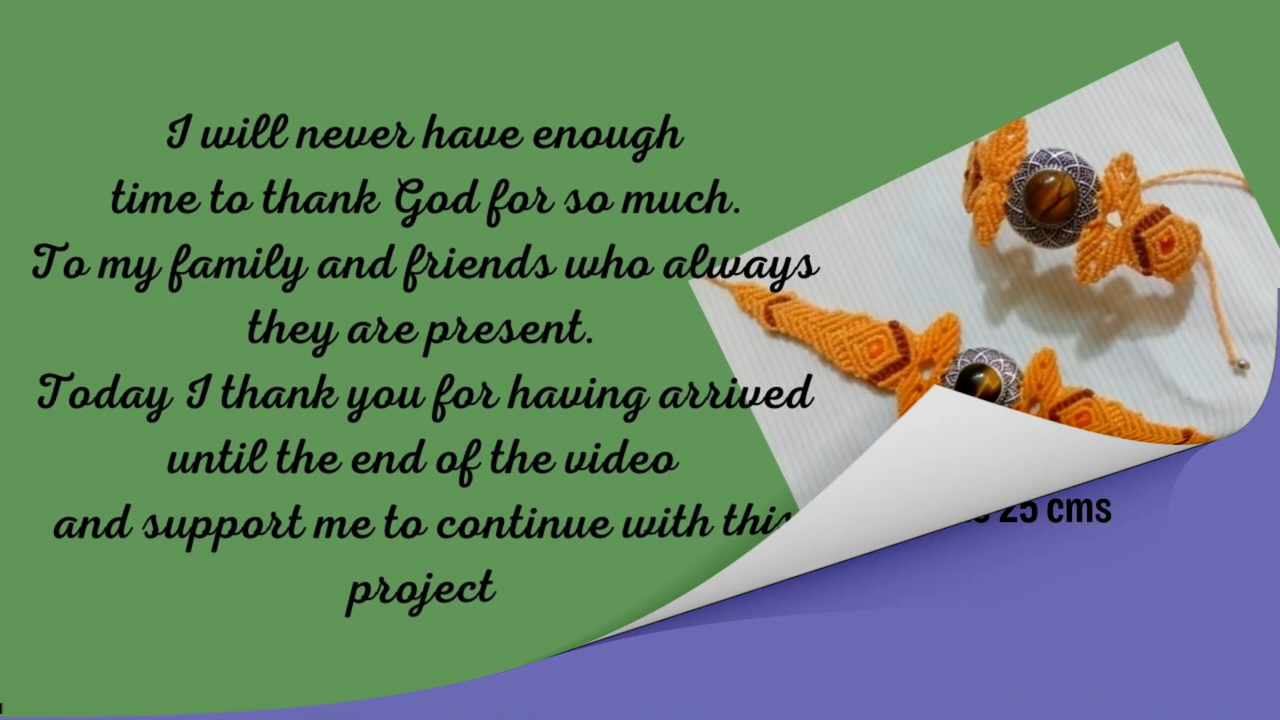 I will never have enough
time to thank God for so much.
To my family and friends who always
they are present.
Today I thank you for having arrived
until the end of the video
and support me to continue with this
project
25 cms